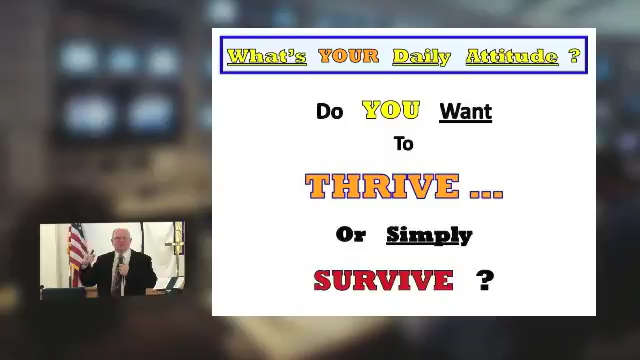 What's YOUR Daily Attitude ?
Do YOU Want
To
THRIVE ...
Or Simply
SURVIVE ?